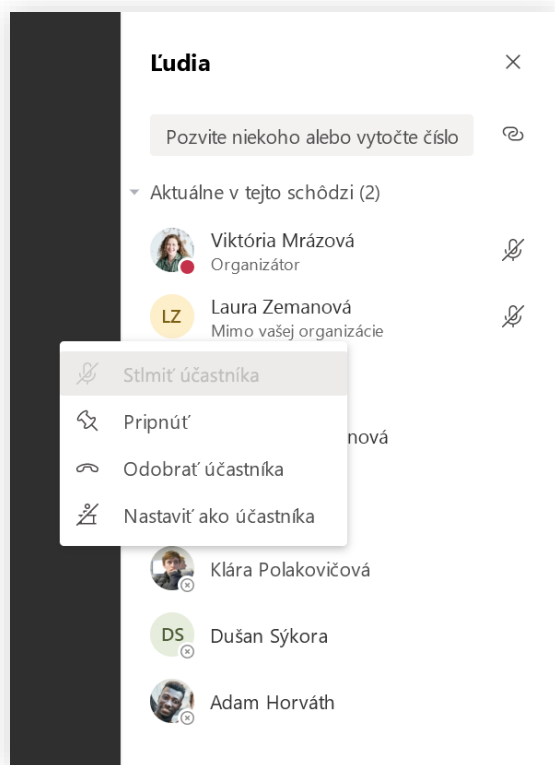 Ľudia
Pozvite niekoho alebo vytočte číslo
Aktuálne v tejto schôdzi (2)
Viktória Mrázová
Organizátor
LZ
Laura Zemanová
Mimo vašej organizácie
Stlmiť účastníka
Pripnúť
nová
Odobrať účastníka
Nastaviť ako účastníka
Klára Polakovičová
DS
Dušan Sýkora
Adam Horváth